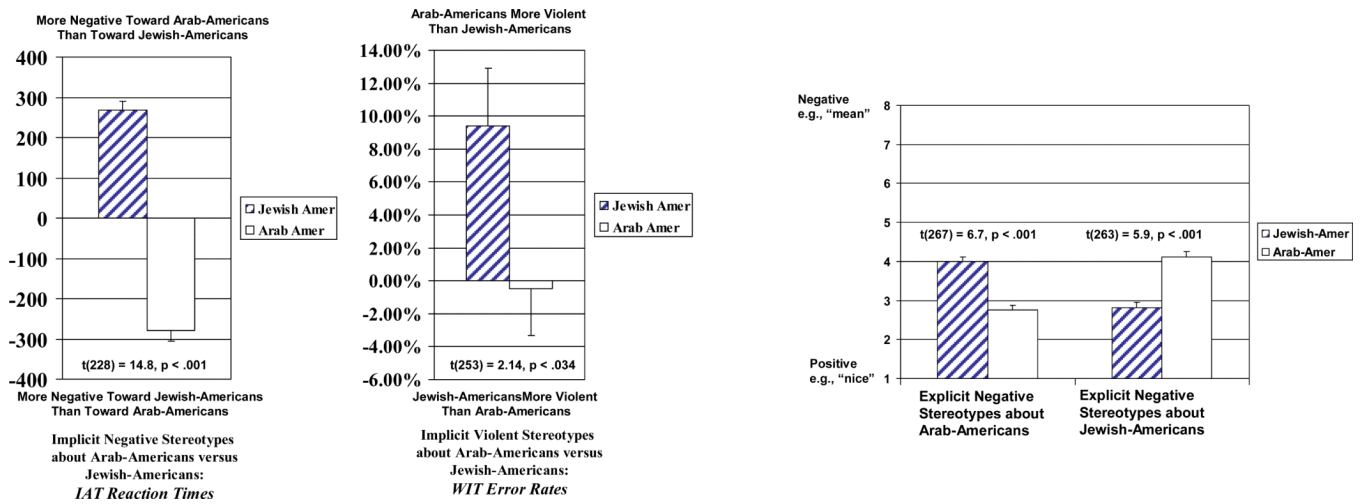 More Negative Toward Arab-Americans
Than Toward Jewish-Americans
400
300
200
100
0
-100
-200
-300
-400
Jewish Amer
Arab Amer
t(228) = 14.8, p < .001
More Negative Toward Jewish-Americans
Than Toward Arab-Americans
Implicit Negative Stereotypes
about Arab-Americans versus
Jewish-Americans:
IAT Reaction Times
Arab-Americans More Violent
Than Jewish-Americans
14.00%
12.00%
10.00%
8.00%
6.00%
4.00%
2.00%
0.00%
-2.00%
-4.00%
-6.00%
Jewish Amer
Arab Amer
t(253) = 2.14, p < .034
Jewish-AmericansMore Violent
Than Arab-Americans
Implicit Violent Stereotypes
about Arab-Americans versus
Jewish-Americans:
WIT Error Rates
Negative
e.g., “mean”
8
7
6
5
4
3
2
1
Positive
e.g., “nice”
t(267) = 6.7, p < .001
t(263) = 5.9, p < .001
Jewish-Amer
Arab-Amer
Explicit Negative
Stereotypes about
Arab-Americans
Explicit Negative
Stereotypes about
Jewish-Americans